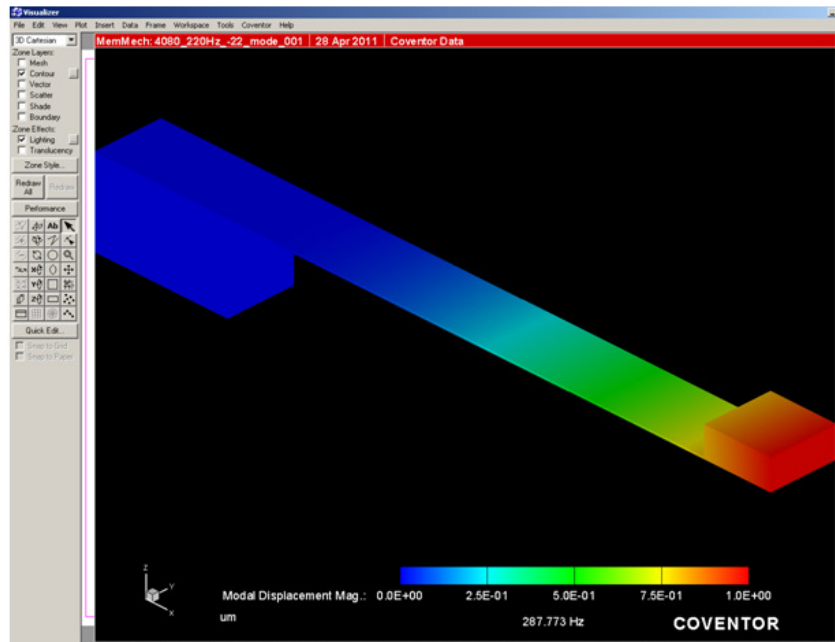 Visualizer
File Edit View Plot Insert Data Frame Workspace Tools Coventor Help
3D Cartesian
Zone Layers:
Mesh
Contour
Vector
Scatter
Shade
Boundary
Zone Effects:
Lighting
Translucency
Zone Style...
Redraw All
Redraw
Performance
Ab
Quick Edit...
Snap to Grid
Snap to Paper
MemMech: 4080_220Hz_-22_mode_001 | 28 Apr 2011 | Coventor Data
Z
Y
X
Modal Displacement Mag.: 0.0E+00 2.5E-01 5.0E-01 7.5E-01 1.0E+00
um
287.773 Hz
COVENTOR